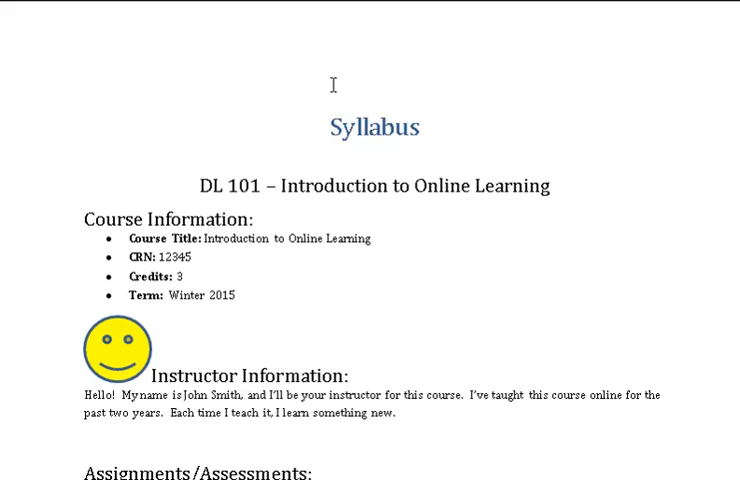 Syllabus
DL 101 – Introduction to Online Learning
Course Information:
• Course Title: Introduction to Online Learning
• CRN: 12345
• Credits: 3
• Term: Winter 2015
Instructor Information:
Hello! My name is John Smith, and I'll be your instructor for this course. I've taught this course online for the
past two years. Each time I teach it, I learn something new.
Assignments/Assessments: